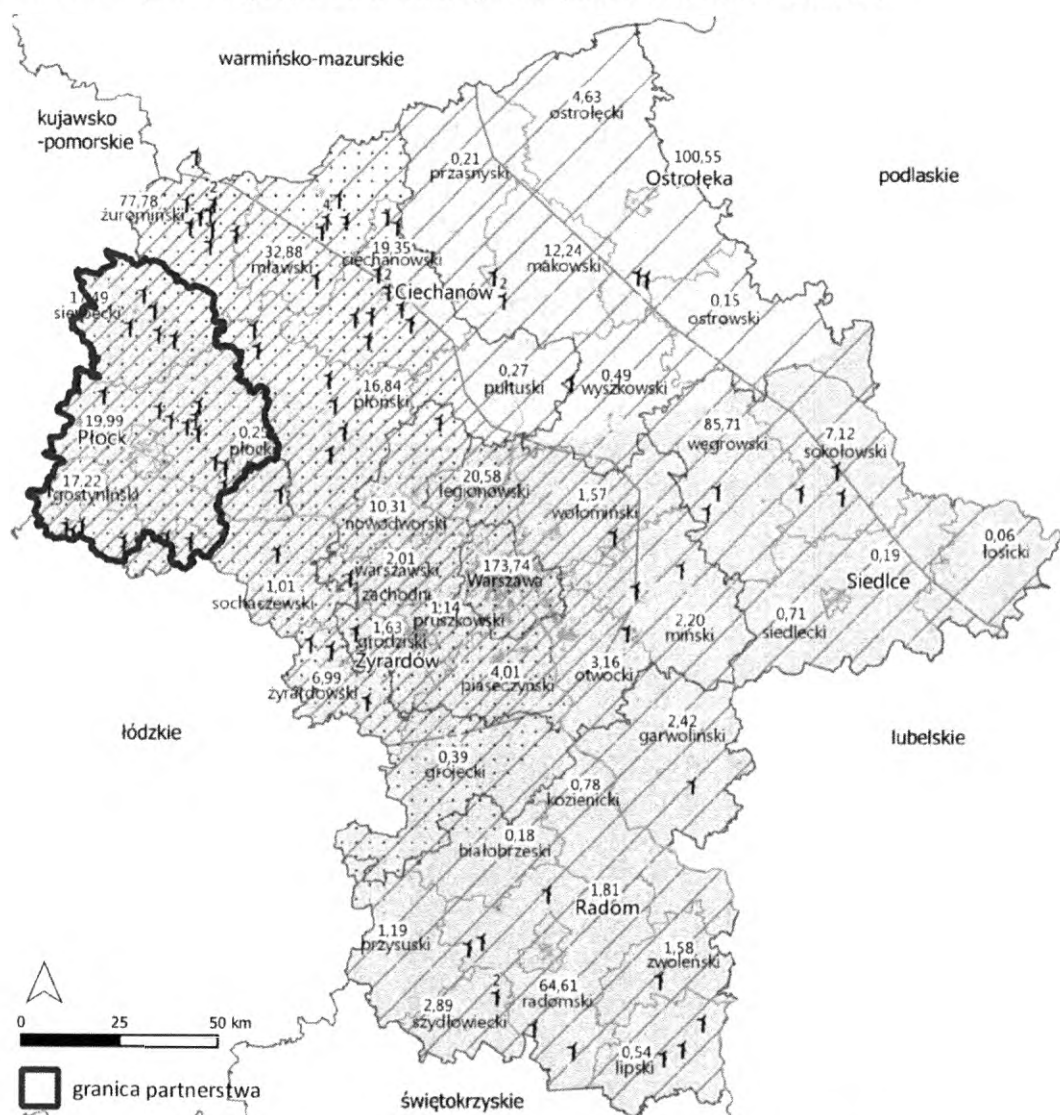 warmińsko-mazurskie
kujawsko
-pomorskie
4,63
ostrołęcki
0,21
przasnyski
100,55
Ostrołęka
podlaskie
77,78
żuromiński
2
4
32,88
mławski
19,35
ciechanowski
2
Ciechanów
12,24
makowski
2
0,15
ostrowski
sierpecki
0,27
pułtuski
0,49
wyszkowski
16,84
płoński
19,99
Płock
0,25
płocki
85,71
węgrowski
7,12
sokołowski
17,22
gostyniński
20,58
legionowski
1,57
wołomiński
10,31
nowodworski
2,01
warszawski
zachodni
173,74
Warszawa
0,19
Siedlce
0,06
łosicki
1,01
sochaczewski
1,14
pruszkowski
1,63
grodziski
Żyrardów
2,20
miński
0,71
siedlecki
6,99
żyrardowski
4,01
piaseczyński
3,16
otwocki
łódzkie
2,42
garwoliński
lubelskie
0,39
grójecki
0,78
kozienicki
0,18
białobrzeski
1,81
Radom
1,19
przysuski
1,58
zwoleński
2
2,89
szydłowiecki
64,61
radomski
0,54
lipski
0 25 50 km
granica partnerstwa
świętokrzyskie